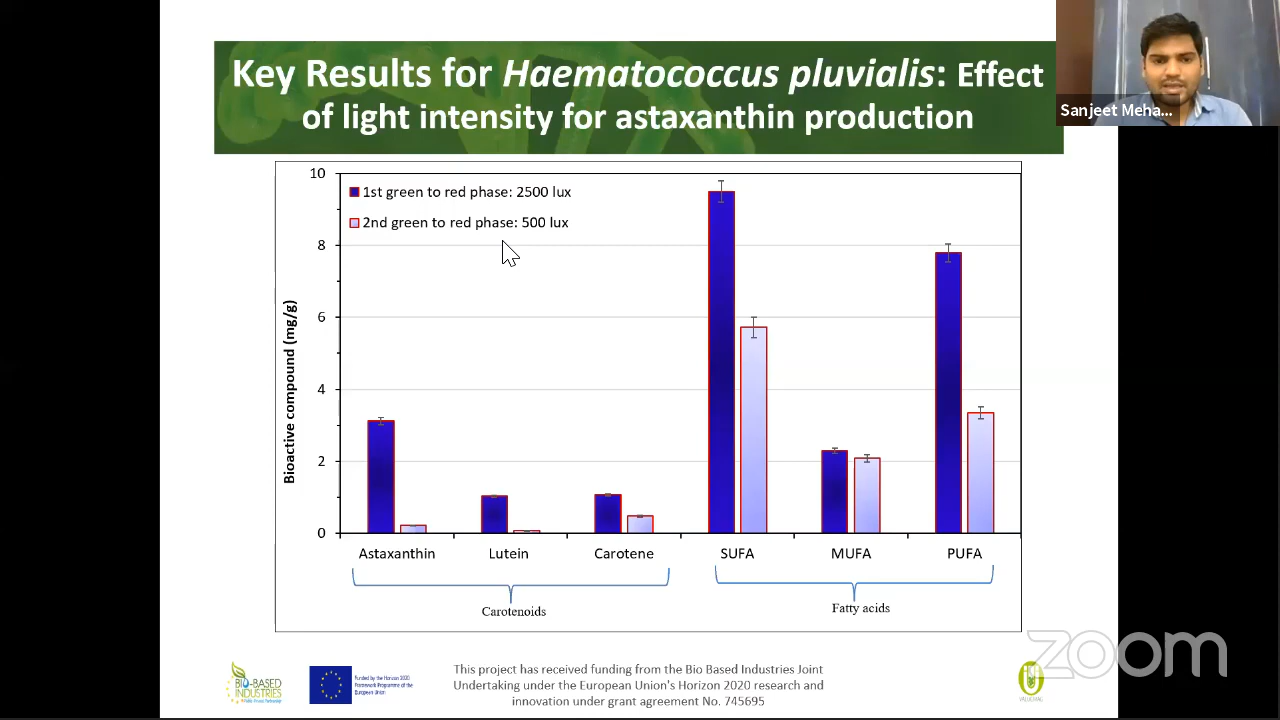 Key Results for Haematococcus pluvialis: Effect
of light intensity for astaxanthin production
Sanjeet Meha...
10
8
6
4
2
0
Bioactive compound (mg/g)
1st green to red phase: 2500 lux
2nd green to red phase: 500 lux
Astaxanthin
Lutein
Carotene
SUFA
MUFA
PUFA
Carotenoids
Fatty acids
BIO-BASED
INDUSTRIES
Public-Private Partnership
Funded by the Horizon 2020
Framework Programme of the
European Union
This project has received funding from the Bio Based Industries Joint
Undertaking under the European Union's Horizon 2020 research and
innovation under grant agreement No. 745695
VALUEMAG
zoom